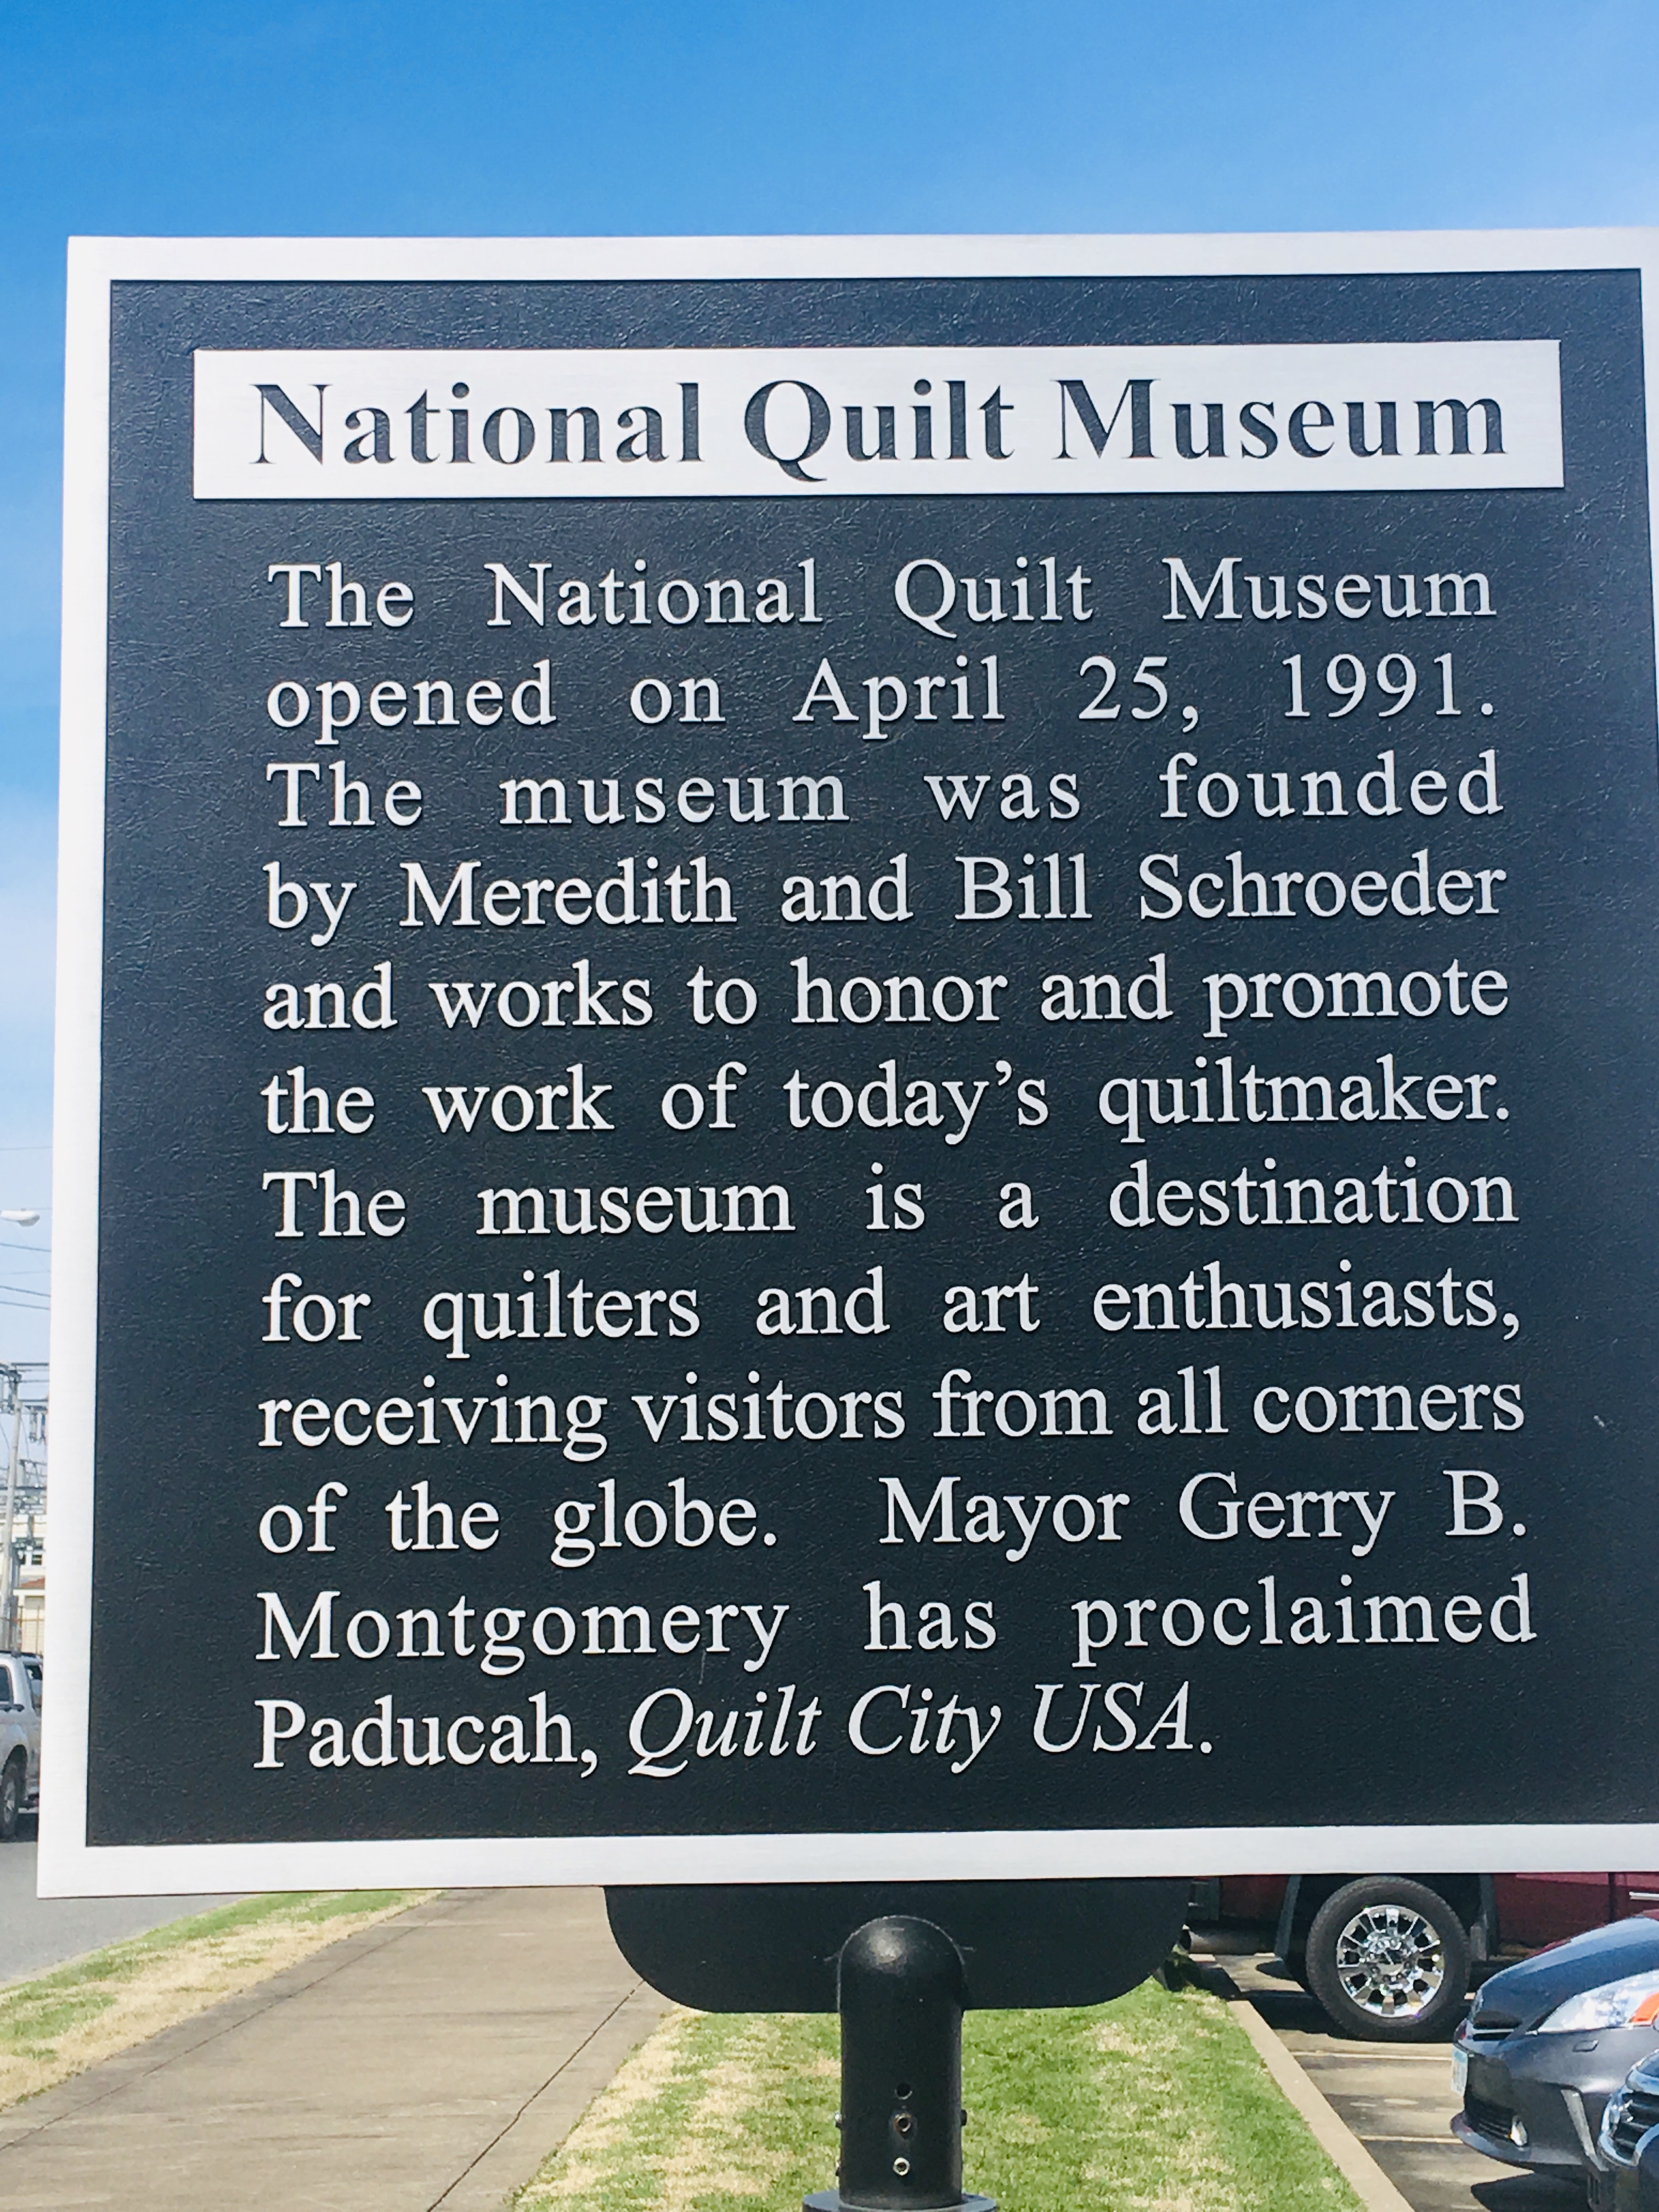 National Quilt Museum
The National Quilt Museum
opened on April 25, 1991.
The museum was founded
by Meredith and Bill Schroeder
and works to honor and promote
the work of today’s quiltmaker.
The museum is a destination
for quilters and art enthusiasts,
receiving visitors from all corners
of the globe. Mayor Gerry B.
Montgomery has proclaimed
Paducah, Quilt City USA.